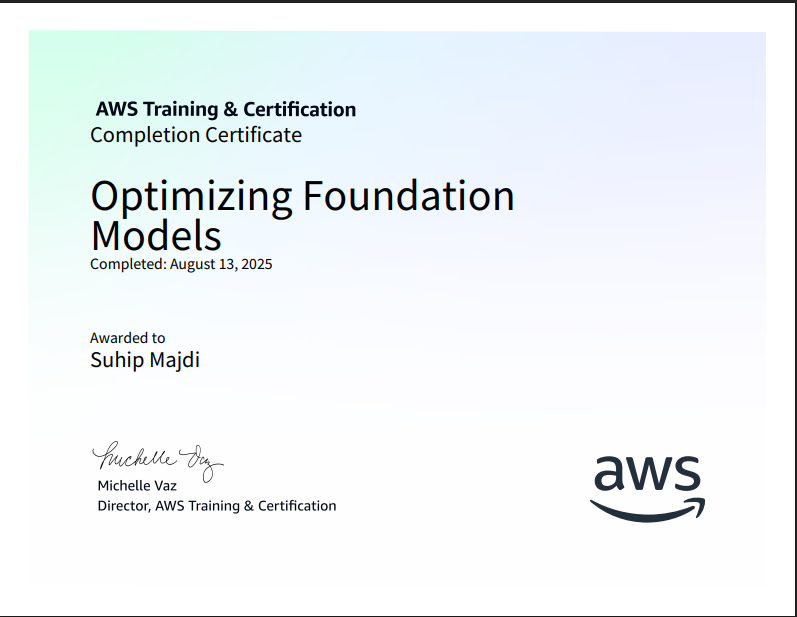 AWS Training & Certification
Completion Certificate
Optimizing Foundation
Models
Completed: August 13, 2025
Awarded to
Suhip Majdi
Michelle Vaz
Michelle Vaz
Director, AWS Training & Certification
aws